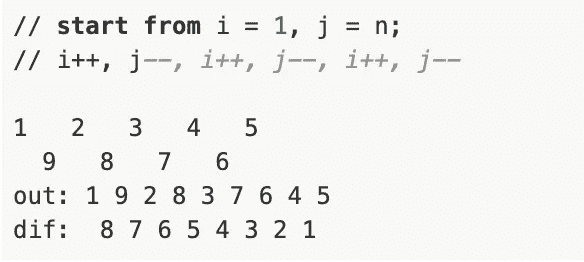 // start from i = 1, j = n;
// i++, j--, i++, j--, i++, j--
1 2 3 4 5
9 8 7 6
out: 1 9 2 8 3 7 6 4 5
dif: 8 7 6 5 4 3 2 1